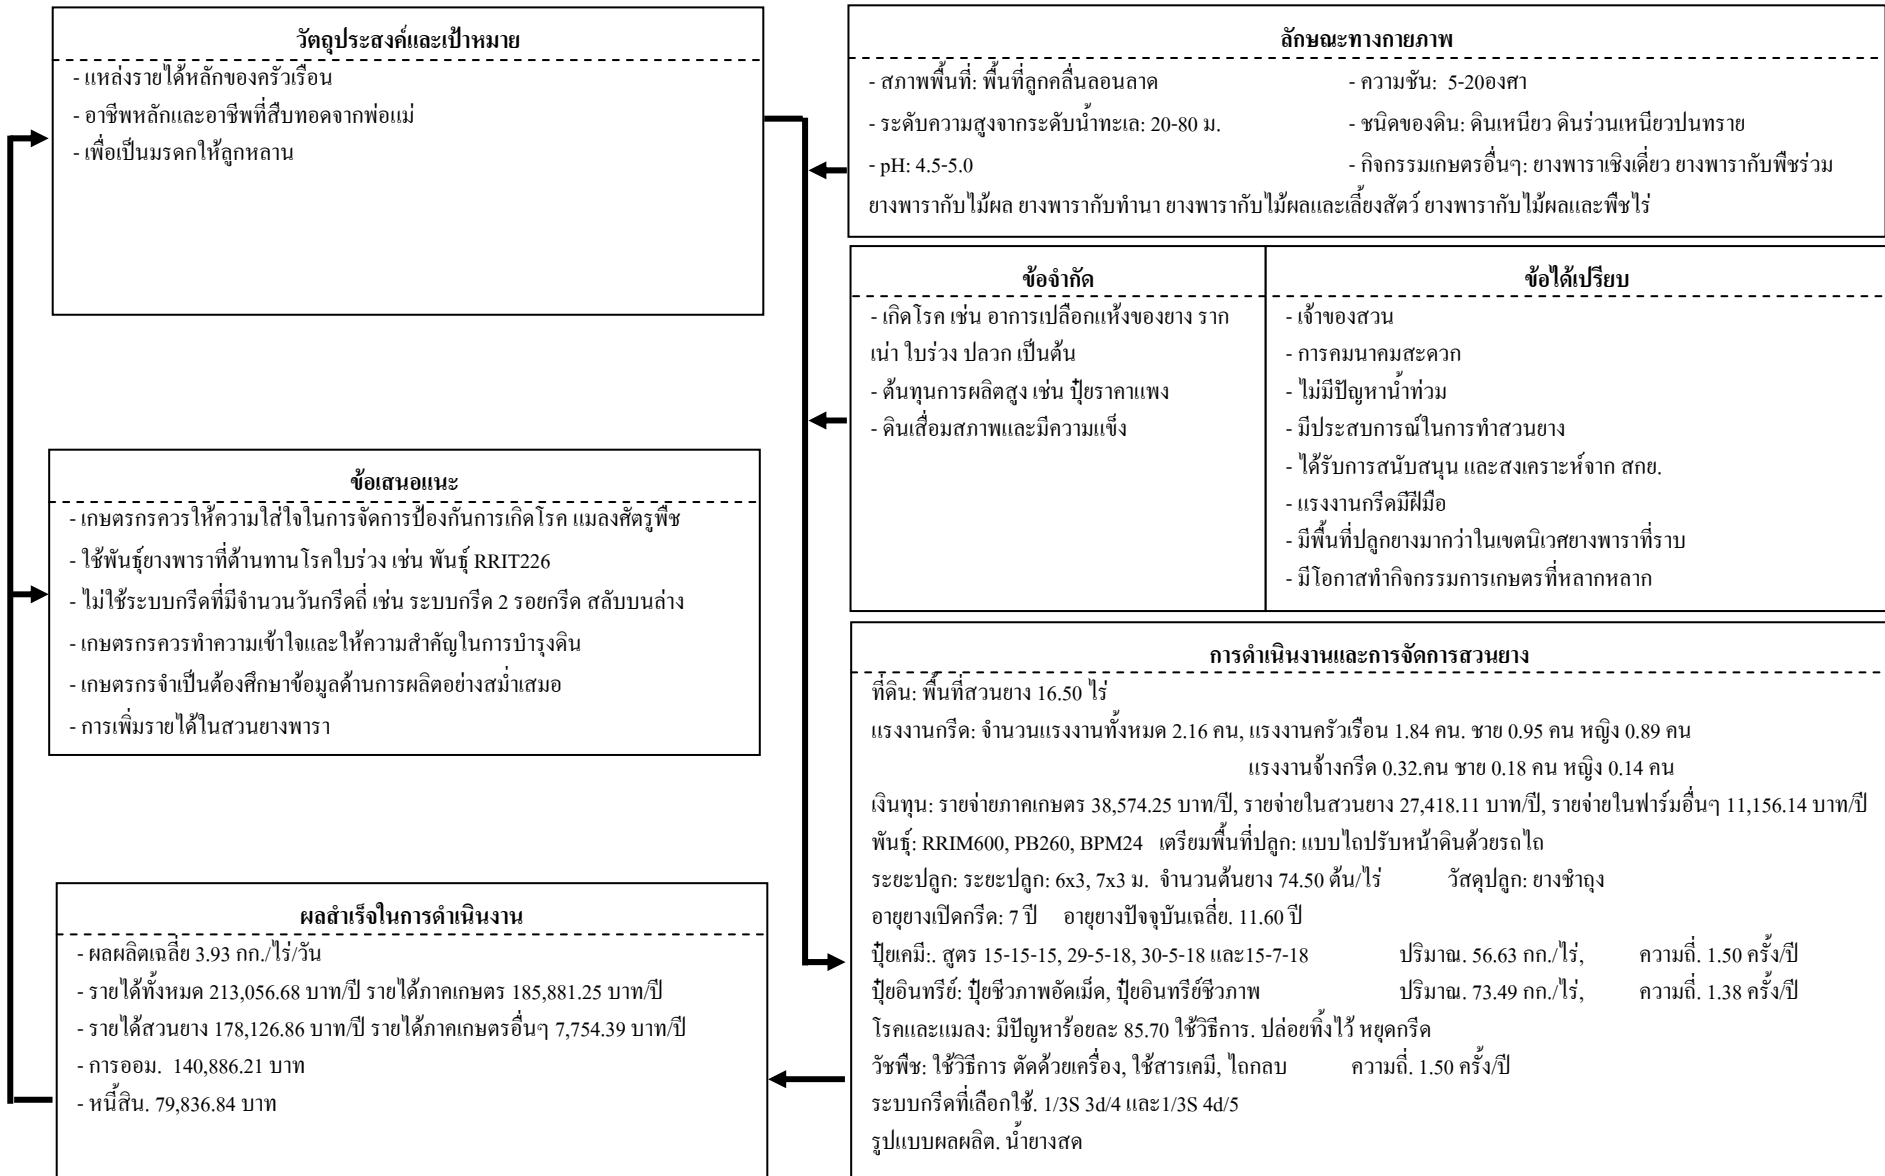 วัตถุประสงค์และเป้าหมาย
- แหล่งรายได้หลักของครัวเรือน
- อาชีพหลักและอาชีพที่สืบทอดจากพ่อแม่
- เพื่อเป็นมรดกให้ลูกหลาน
ลักษณะทางกายภาพ
- สภาพพื้นที่: พื้นที่ลูกคลื่นลอนลาด - ความชัน: 5-20องศา
- ระดับความสูงจากระดับน้ำทะเล: 20-80 ม. - ชนิดของดิน: ดินเหนียว ดินร่วนเหนียวปนทราย
- pH: 4.5-5.0 - กิจกรรมเกษตรอื่นๆ: ยางพาราเชิงเดี่ยว ยางพารากับพืชร่วม
ยางพารากับไม้ผล ยางพารากับทำนา ยางพารากับไม้ผลและเลี้ยงสัตว์ ยางพารากับไม้ผลและพืชไร่
ข้อจำกัด
- เกิดโรค เช่น อาการเปลือกแห้งของยาง ราก
เน่า ใบร่วง ปลวก เป็นต้น
- ต้นทุนการผลิตสูง เช่น ปุ๋ยราคาแพง
- ดินเสื่อมสภาพและมีความแข็ง
ข้อได้เปรียบ
- เจ้าของสวน
- การคมนาคมสะดวก
- ไม่มีปัญหาน้ำท่วม
- มีประสบการณ์ในการทำสวนยาง
- ได้รับการสนับสนุน และสงเคราะห์จาก สกย.
- แรงงานกรีดมีฝีมือ
- มีพื้นที่ปลูกยางมากว่าในเขตนิเวศยางพาราที่ราบ
- มีโอกาสทำกิจกรรมการเกษตรที่หลากหลาก
ข้อเสนอแนะ
- เกษตรกรควรให้ความใส่ใจในการจัดการป้องกันการเกิดโรค แมลงศัตรูพืช
- ใช้พันธุ์ยางพาราที่ต้านทานโรคใบร่วง เช่น พันธุ์ RRIT226
- ไม่ใช้ระบบกรีดที่มีจำนวนวันกรีดถี่ เช่น ระบบกรีด 2 รอยกรีด สลับบนล่าง
- เกษตรกรควรทำความเข้าใจและให้ความสำคัญในการบำรุงดิน
- เกษตรกรจำเป็นต้องศึกษาข้อมูลด้านการผลิตอย่างสม่ำเสมอ
- การเพิ่มรายได้ในสวนยางพารา
การดำเนินงานและการจัดการสวนยาง
ที่ดิน: พื้นที่สวนยาง 16.50 ไร่
แรงงานกรีด: จำนวนแรงงานทั้งหมด 2.16 คน, แรงงานครัวเรือน 1.84 คน. ชาย 0.95 คน หญิง 0.89 คน
แรงงานจ้างกรีด 0.32.คน ชาย 0.18 คน หญิง 0.14 คน
เงินทุน: รายจ่ายภาคเกษตร 38,574.25 บาท/ปี, รายจ่ายในสวนยาง 27,418.11 บาท/ปี, รายจ่ายในฟาร์มอื่นๆ 11,156.14 บาท/ปี
พันธุ์: RRIM600, PB260, BPM24 เตรียมพื้นที่ปลูก: แบบไถปรับหน้าดินด้วยรถไถ
ระยะปลูก: ระยะปลูก: 6x3, 7x3 ม. จำนวนต้นยาง 74.50 ต้น/ไร่ วัสดุปลูก: ยางชำถุง
อายุยางเปิดกรีด: 7 ปี อายุยางปัจจุบันเฉลี่ย. 11.60 ปี
ปุ๋ยเคมี:. สูตร 15-15-15, 29-5-18, 30-5-18 และ15-7-18 ปริมาณ. 56.63 กก./ไร่, ความถี่. 1.50 ครั้ง/ปี
ปุ๋ยอินทรีย์: ปุ๋ยชีวภาพอัดเม็ด, ปุ๋ยอินทรีย์ชีวภาพ ปริมาณ. 73.49 กก./ไร่, ความถี่. 1.38 ครั้ง/ปี
โรคและแมลง: มีปัญหาร้อยละ 85.70 ใช้วิธีการ. ปล่อยทิ้งไว้ หยุดกรีด
วัชพืช: ใช้วิธีการ ตัดด้วยเครื่อง, ใช้สารเคมี, ไถกลบ ความถี่. 1.50 ครั้ง/ปี
ระบบกรีดที่เลือกใช้. 1/3S 3d/4 และ1/3S 4d/5
รูปแบบผลผลิต. น้ำยางสด
ผลสำเร็จในการดำเนินงาน
- ผลผลิตเฉลี่ย 3.93 กก./ไร่/วัน
- รายได้ทั้งหมด 213,056.68 บาท/ปี รายได้ภาคเกษตร 185,881.25 บาท/ปี
- รายได้สวนยาง 178,126.86 บาท/ปี รายได้ภาคเกษตรอื่นๆ 7,754.39 บาท/ปี
- การออม. 140,886.21 บาท
- หนี้สิน. 79,836.84 บาท